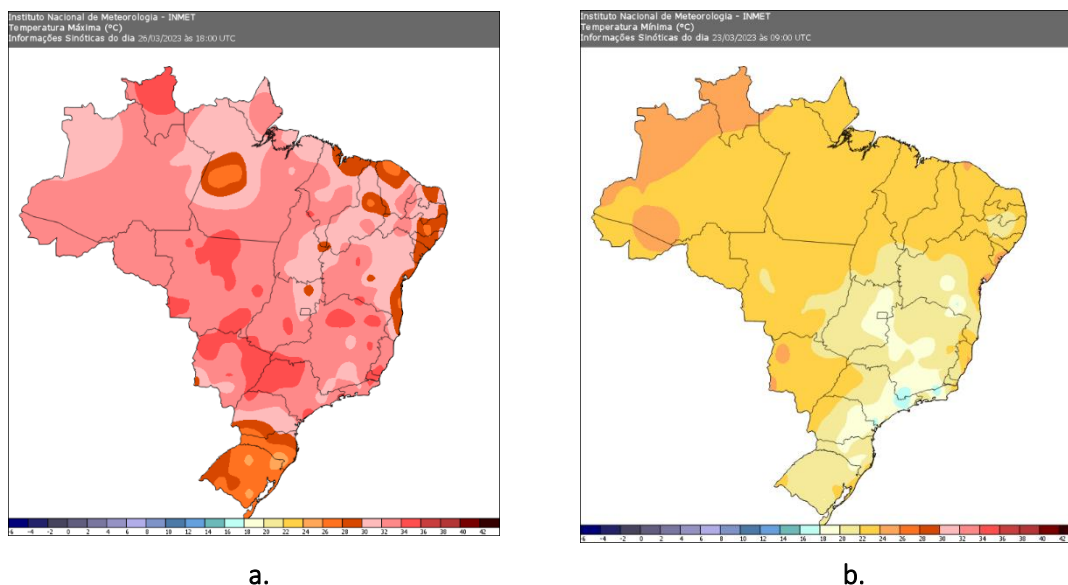 Instituto Nacional de Meteorologia - INMET
Temperatura Máxima (°C)
Informações Sinóticas do dia 26/03/2023 às 18:00 UTC
-6 -4 -2 0 2 4 6 8 10 12 14 16 18 20 22 24 26 28 30 32 34 36 38 40 42
a.
Instituto Nacional de Meteorologia - INMET
Temperatura Mínima (°C)
Informações Sinóticas do dia 23/03/2023 às 09:00 UTC
-6 -4 -2 0 2 4 6 8 10 12 14 16 18 20 22 24 26 28 30 32 34 36 38 40 42
b.